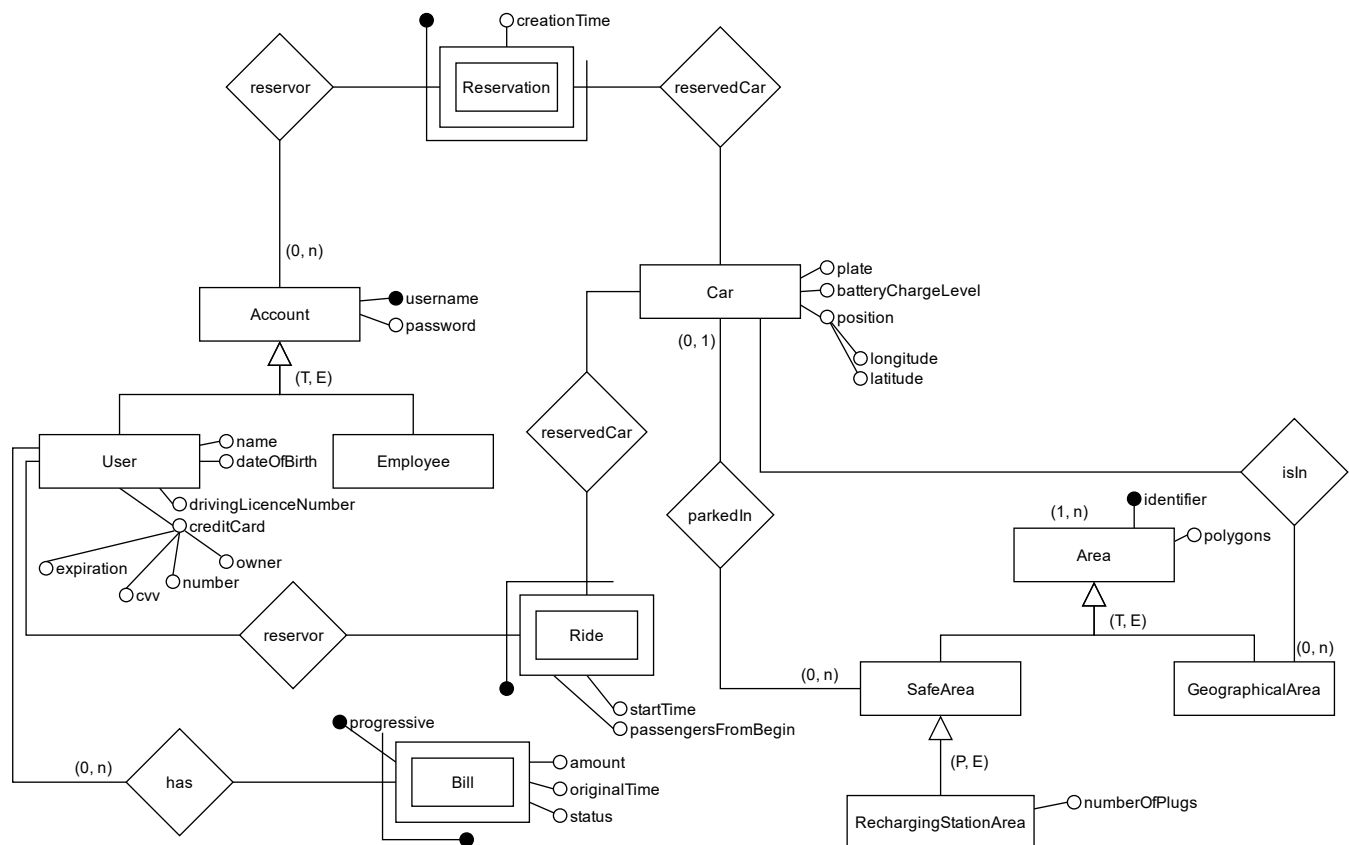 creationTime
reservor
Reservation
reservedCar
(0, n)
Account
username
password
(T, E)
Car
plate
batteryChargeLevel
position
longitude
latitude
(0, 1)
User
name
dateOfBirth
drivingLicenceNumber
creditCard
expiration
cvv
number
owner
Employee
reservedCar
parkedIn
isIn
(1, n)
identifier
Area
polygons
(T, E)
reservor
Ride
startTime
passengersFromBegin
(0, n)
SafeArea
(0, n)
GeographicalArea
progressive
(0, n)
has
Bill
amount
originalTime
status
(P, E)
RechargingStationArea
numberOfPlugs